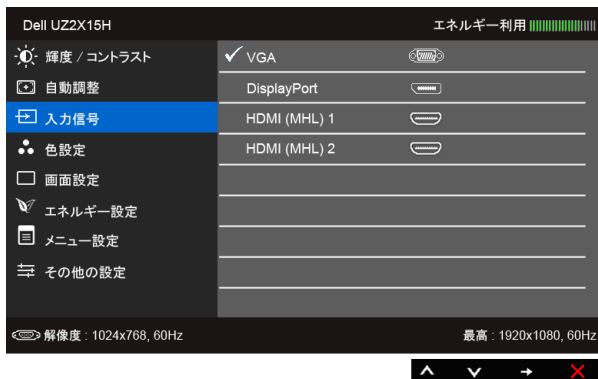 Dell UZ2X15H エネルギー利用
輝度 / コントラスト
自動調整
入力信号
色設定
画面設定
エネルギー設定
メニュー設定
その他の設定
VGA
DisplayPort
HDMI (MHL) 1
HDMI (MHL) 2
解像度 : 1024x768, 60Hz 最高 : 1920x1080, 60Hz